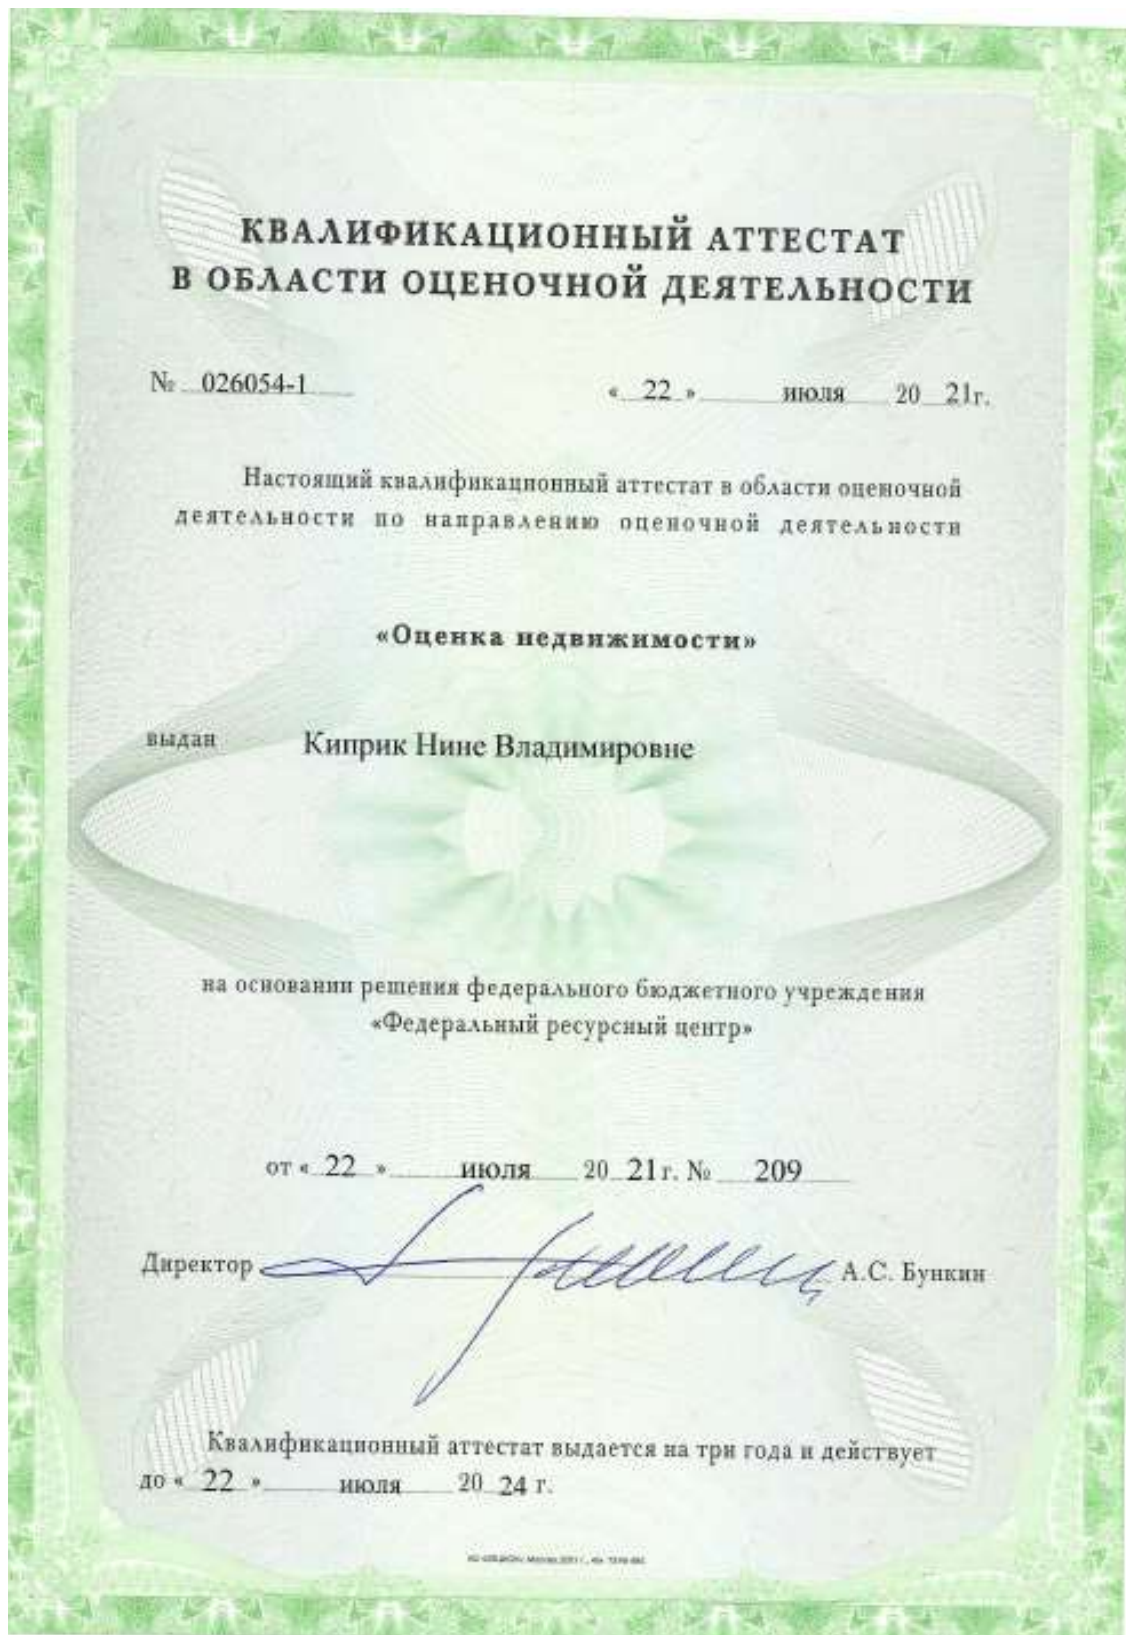 КВАЛИФИКАЦИОННЫЙ АТТЕСТАТ
В ОБЛАСТИ ОЦЕНОЧНОЙ ДЕЯТЕЛЬНОСТИ
№ 026054-1 « 22 » июля 20 21г.
Настоящий квалификационный аттестат в области оценочной
деятельности по направлению оценочной деятельности
«Оценка недвижимости»
выдан Киприк Нине Владимировне
на основании решения федерального бюджетного учреждения
«Федеральный ресурсный центр»
от « 22 » июля 20 21г. № 209
Директор А.С. Бункин
Квалификационный аттестат выдается на три года и действует
до « 22 » июля 20 24 г.